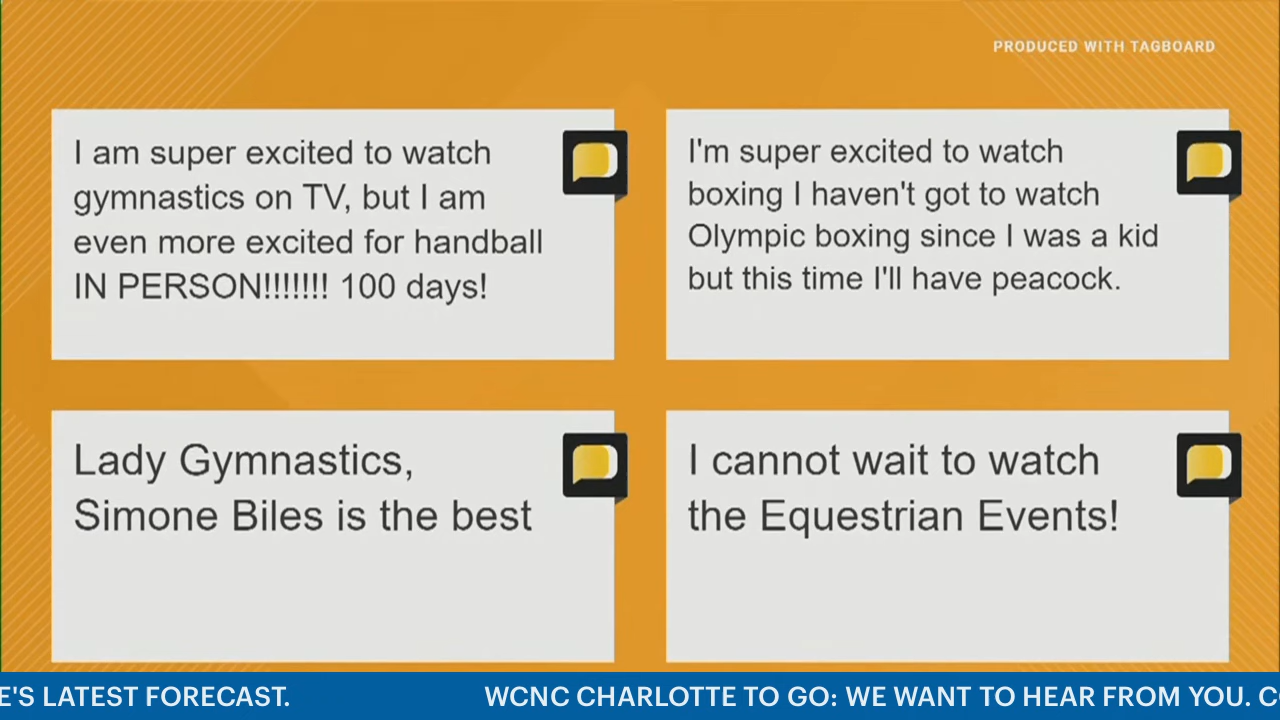 PRODUCED WITH TAGBOARD
I am super excited to watch
gymnastics on TV, but I am
even more excited for handball
IN PERSON!!!!!!! 100 days!
I'm super excited to watch
boxing I haven't got to watch
Olympic boxing since I was a kid
but this time I'll have peacock.
Lady Gymnastics,
Simone Biles is the best
I cannot wait to watch
the Equestrian Events!
E'S LATEST FORECAST. WCNC CHARLOTTE TO GO: WE WANT TO HEAR FROM YOU.